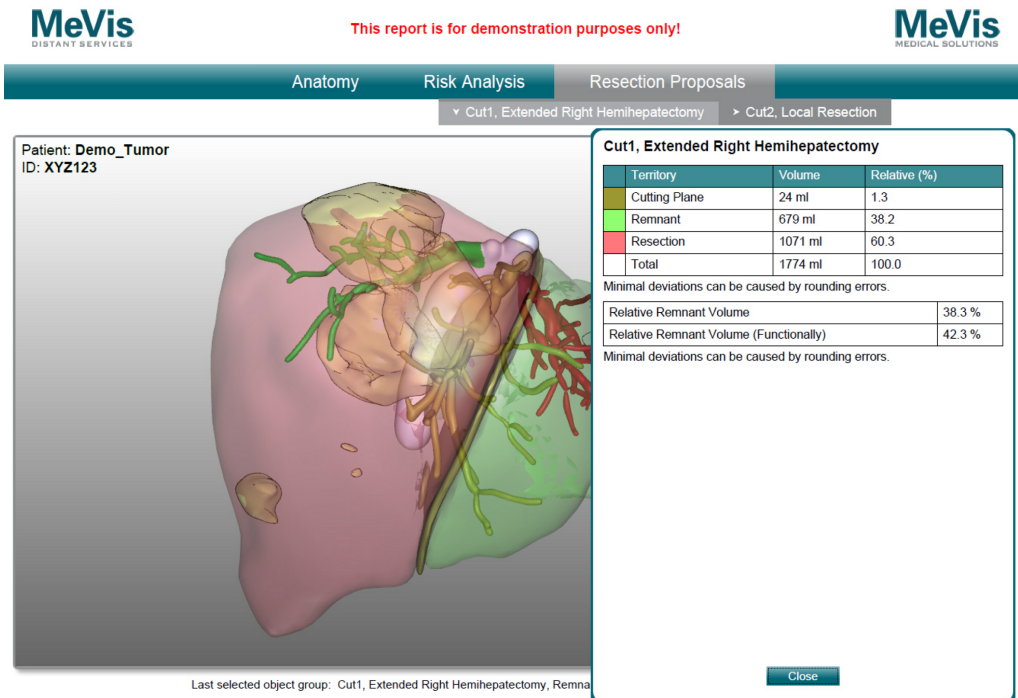 MeVis
DISTANT SERVICES
This report is for demonstration purposes only!
MeVis
MEDICAL SOLUTIONS
Anatomy Risk Analysis Resection Proposals
Cut1, Extended Right Hemihepatectomy > Cut2, Local Resection
Patient: Demo_Tumor
ID: XYZ123
Cut1, Extended Right Hemihepatectomy
Territory Volume Relative (%)
Cutting Plane 24 ml 1.3
Remnant 679 ml 38.2
Resection 1071 ml 60.3
Total 1774 ml 100.0
Minimal deviations can be caused by rounding errors.
Relative Remnant Volume 38.3 %
Relative Remnant Volume (Functionally) 42.3 %
Minimal deviations can be caused by rounding errors.
Close
Last selected object group: Cut1, Extended Right Hemihepatectomy, Remna